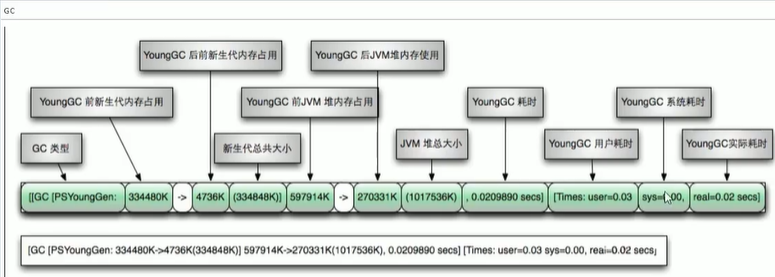 GC
YoungGC 后前新生代内存占用
YoungGC 后JVM堆内存使用
YoungGC 前新生代内存占用
YoungGC 前JVM 堆内存占用
YoungGC 耗时
YoungGC 系统耗时
GC 类型
新生代总共大小
JVM 堆总大小
YoungGC 用户耗时
YoungGC实际耗时
[[GC [PSYoungGen: 334480K -> 4736K (334848K)] 597914K -> 270331K (1017536K) , 0.0209890 secs] [Times: user=0.03 sys=0.00, real=0.02 secs]
[GC [PSYoungGen: 334480K->4736K(334848K)] 597914K->270331K(1017536K), 0.0209890 secs] [Times: user=0.03 sys=0.00, real=0.02 secs]